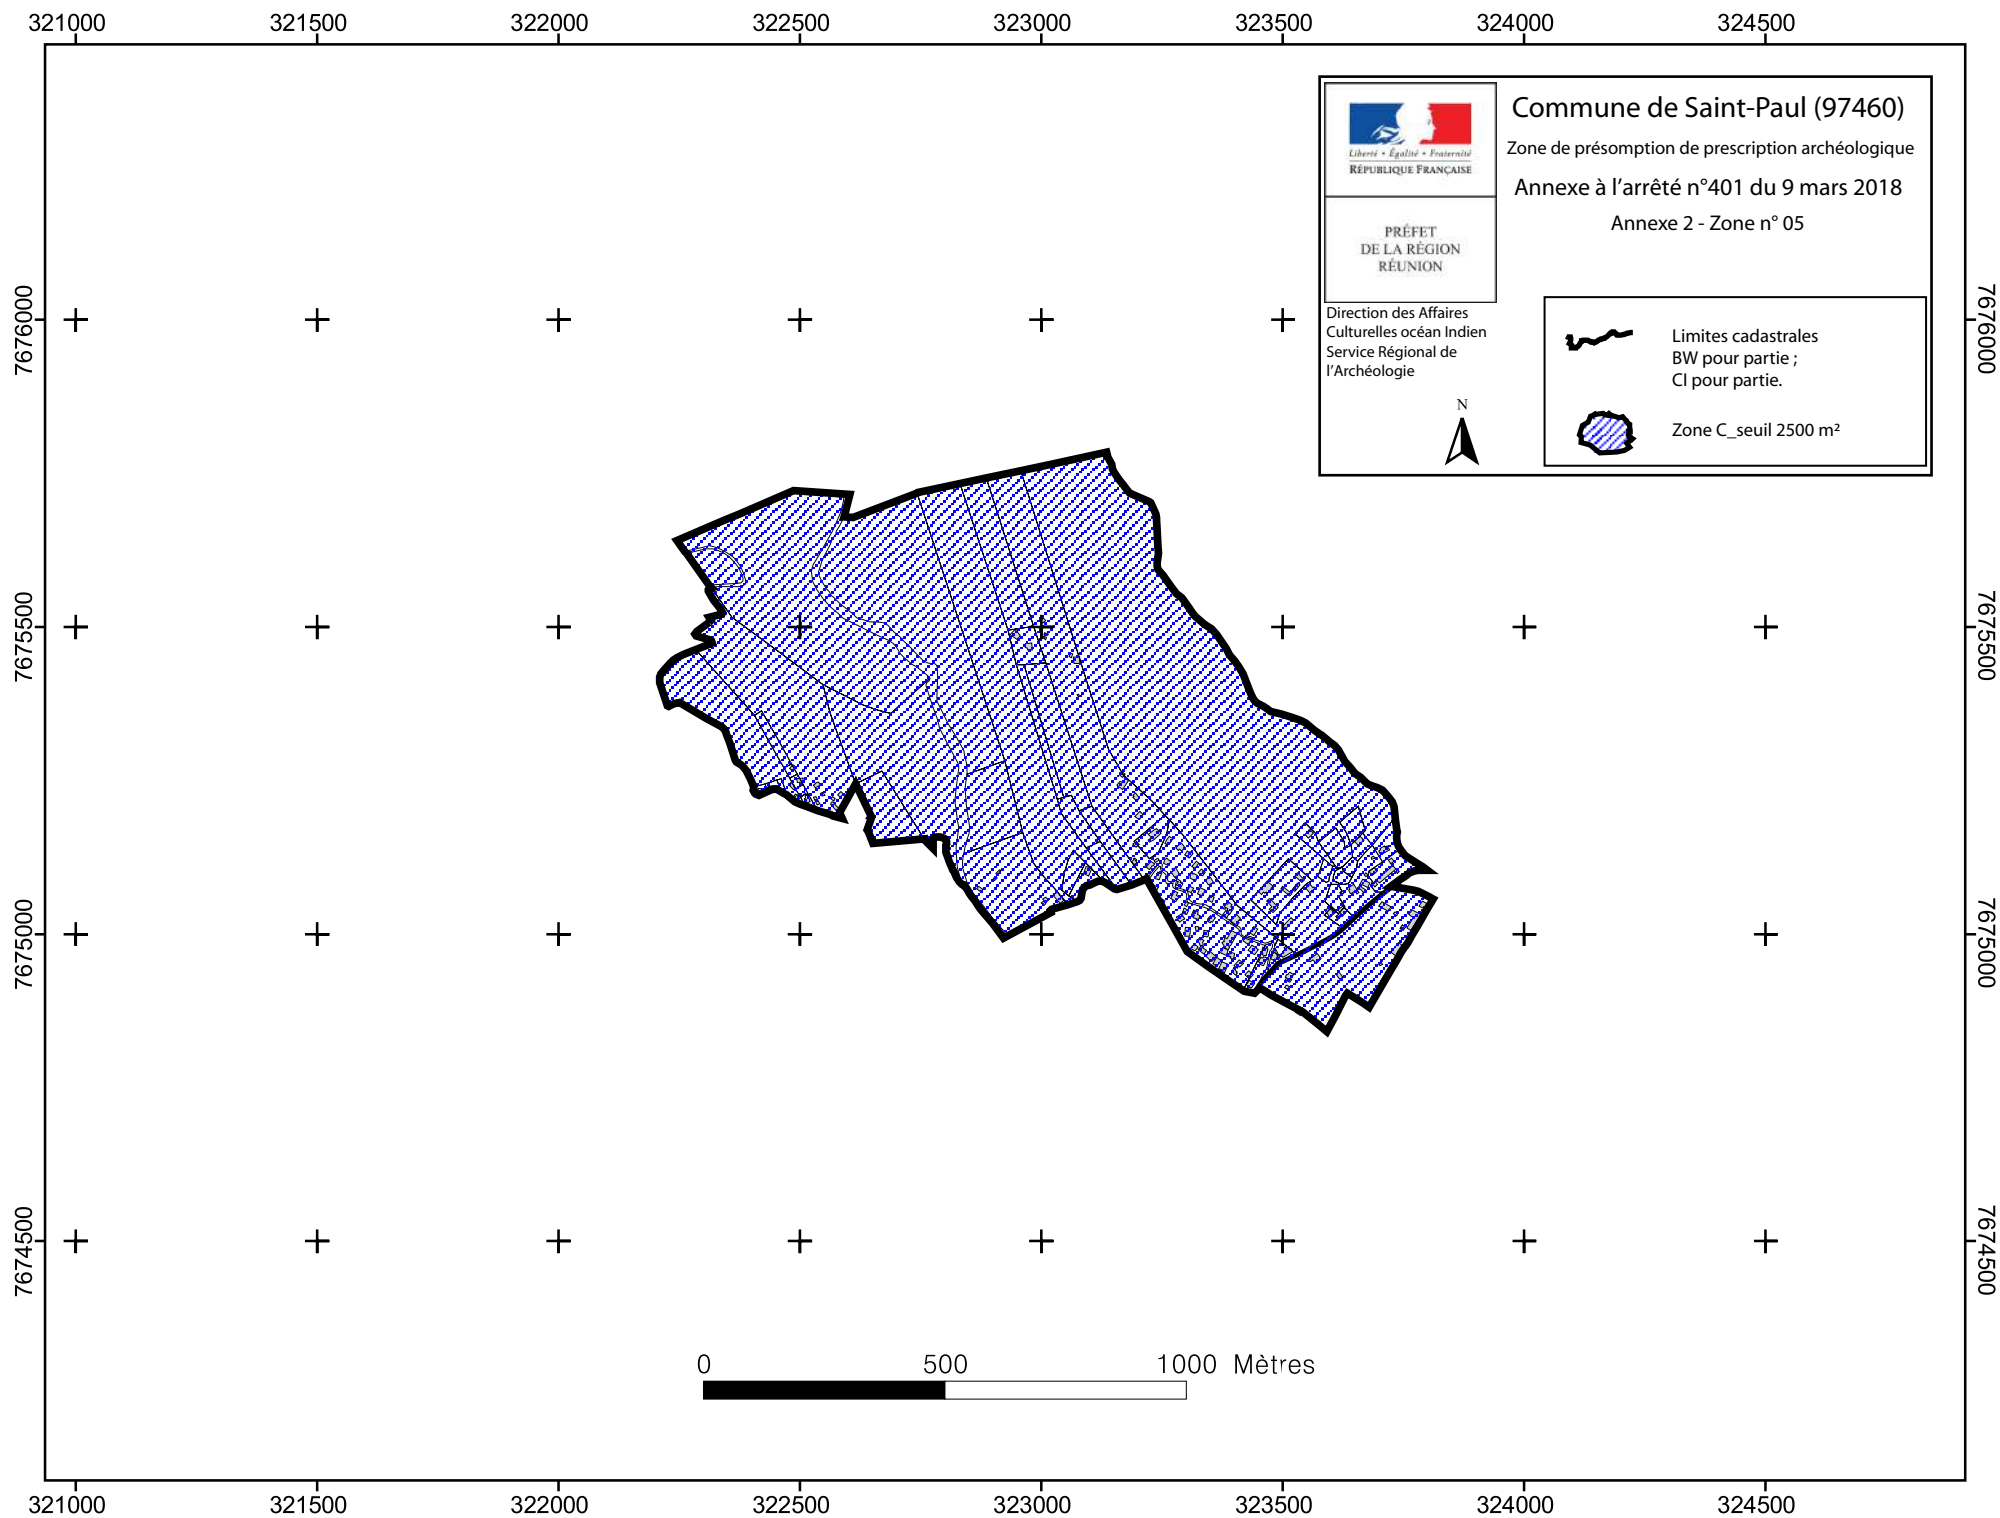 321000 321500 322000 322500 323000 323500 324000 324500
Liberté • Égalité • Fraternité
RÉPUBLIQUE FRANÇAISE
PRÉFET
DE LA RÉGION
RÉUNION
Direction des Affaires
Culturelles océan Indien
Service Régional de
l'Archéologie
Commune de Saint-Paul (97460)
Zone de présomption de prescription archéologique
Annexe à l'arrêté n°401 du 9 mars 2018
Annexe 2 - Zone n° 05
N
Limites cadastrales
BW pour partie ;
CI pour partie.
Zone C_seuil 2500 m²
7676000 7676000
7675500 7675500
7675000 7675000
7674500 7674500
0 500 1000 Mètres
321000 321500 322000 322500 323000 323500 324000 324500